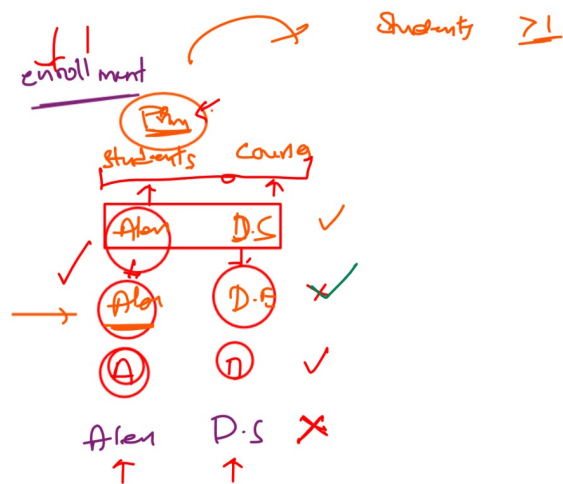 Students >1
enrollment
Students Course
Alen D.S
Alen D.B
A n
Alen D.S